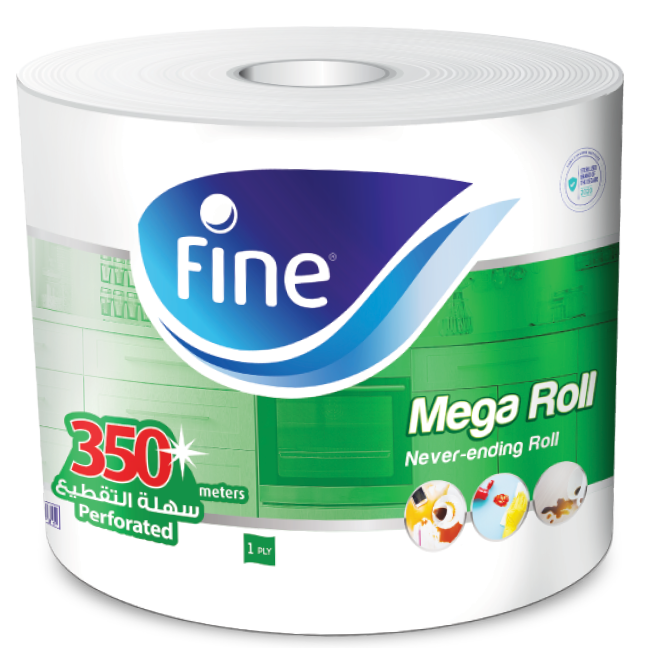 fine®
Mega Roll
Never-ending Roll
350
meters
سهلة التقطيع
Perforated
1 PLY